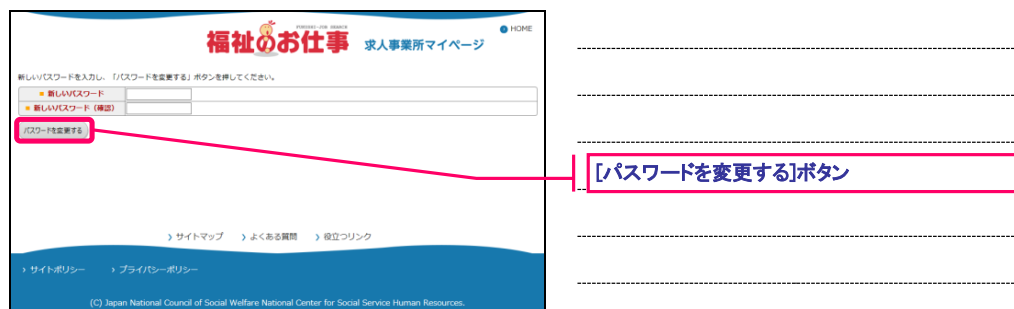 FUKUSHI-JOB SEARCH
福祉のお仕事 求人事業所マイページ
HOME
新しいパスワードを入力し、「パスワードを変更する」ボタンを押してください。
新しいパスワード
新しいパスワード（確認）
パスワードを変更する
[パスワードを変更する]ボタン
サイトマップ よくある質問 役立つリンク
サイトポリシー プライバシーポリシー
(C) Japan National Council of Social Welfare National Center for Social Service Human Resources.